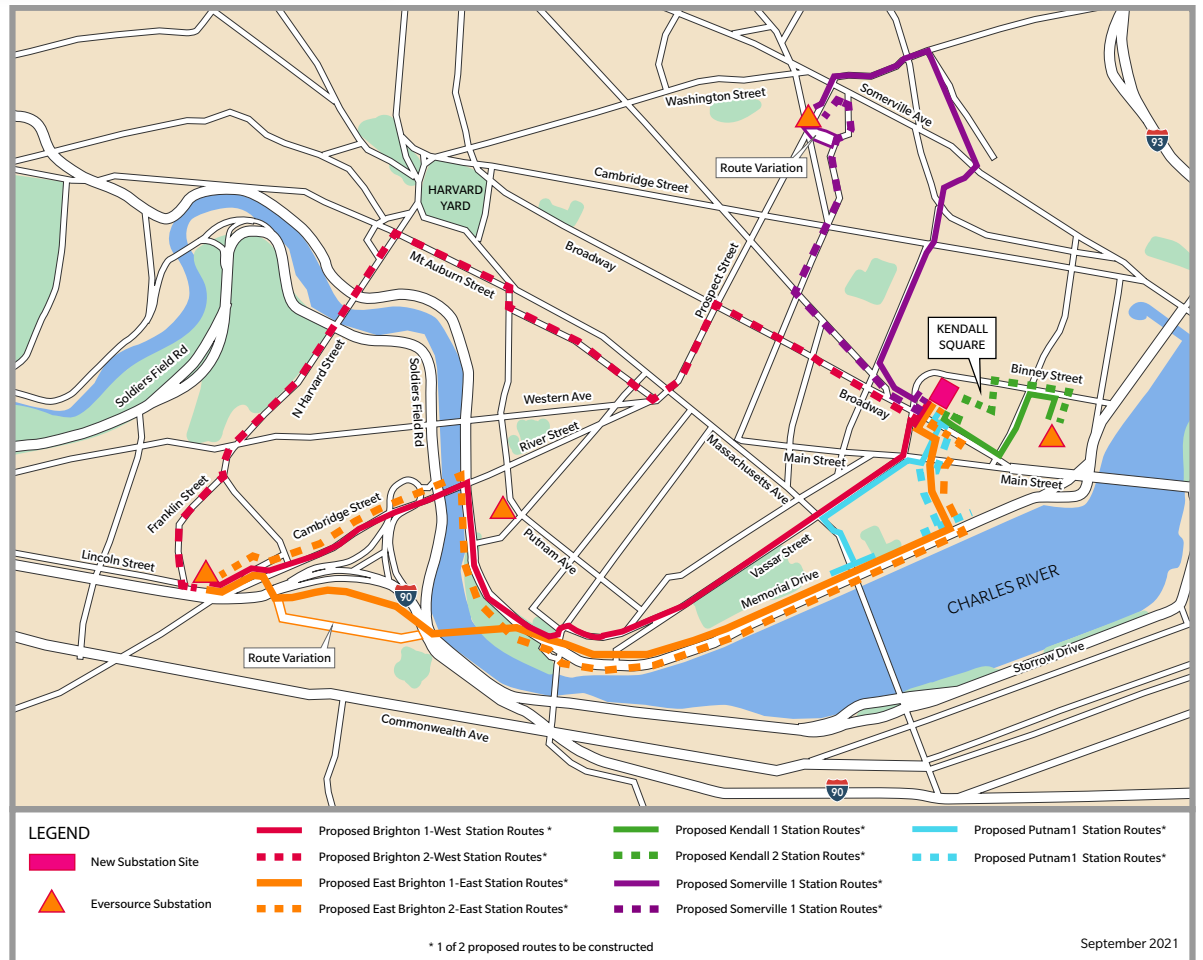 Washington Street
Somerville Ave
93
Route Variation
Cambridge Street
HARVARD
YARD
Broadway
Mt Auburn Street
Prospect Street
KENDALL
SQUARE
Soldiers Field Rd
N Harvard Street
Soldiers Field Rd
Binney Street
Western Ave
Broadway
River Street
Main Street
Massachusetts Ave
Main Street
Franklin Street
Cambridge Street
Putnam Ave
Vassar Street
Lincoln Street
Memorial Drive
CHARLES RIVER
90
Route Variation
Storrow Drive
Commonwealth Ave
90
LEGEND
New Substation Site
Eversource Substation
Proposed Brighton 1-West Station Routes *
Proposed Brighton 2-West Station Routes*
Proposed East Brighton 1-East Station Routes*
Proposed East Brighton 2-East Station Routes*
Proposed Kendall 1 Station Routes*
Proposed Kendall 2 Station Routes*
Proposed Somerville 1 Station Routes*
Proposed Somerville 1 Station Routes*
Proposed Putnam1 Station Routes*
Proposed Putnam1 Station Routes*
* 1 of 2 proposed routes to be constructed
September 2021